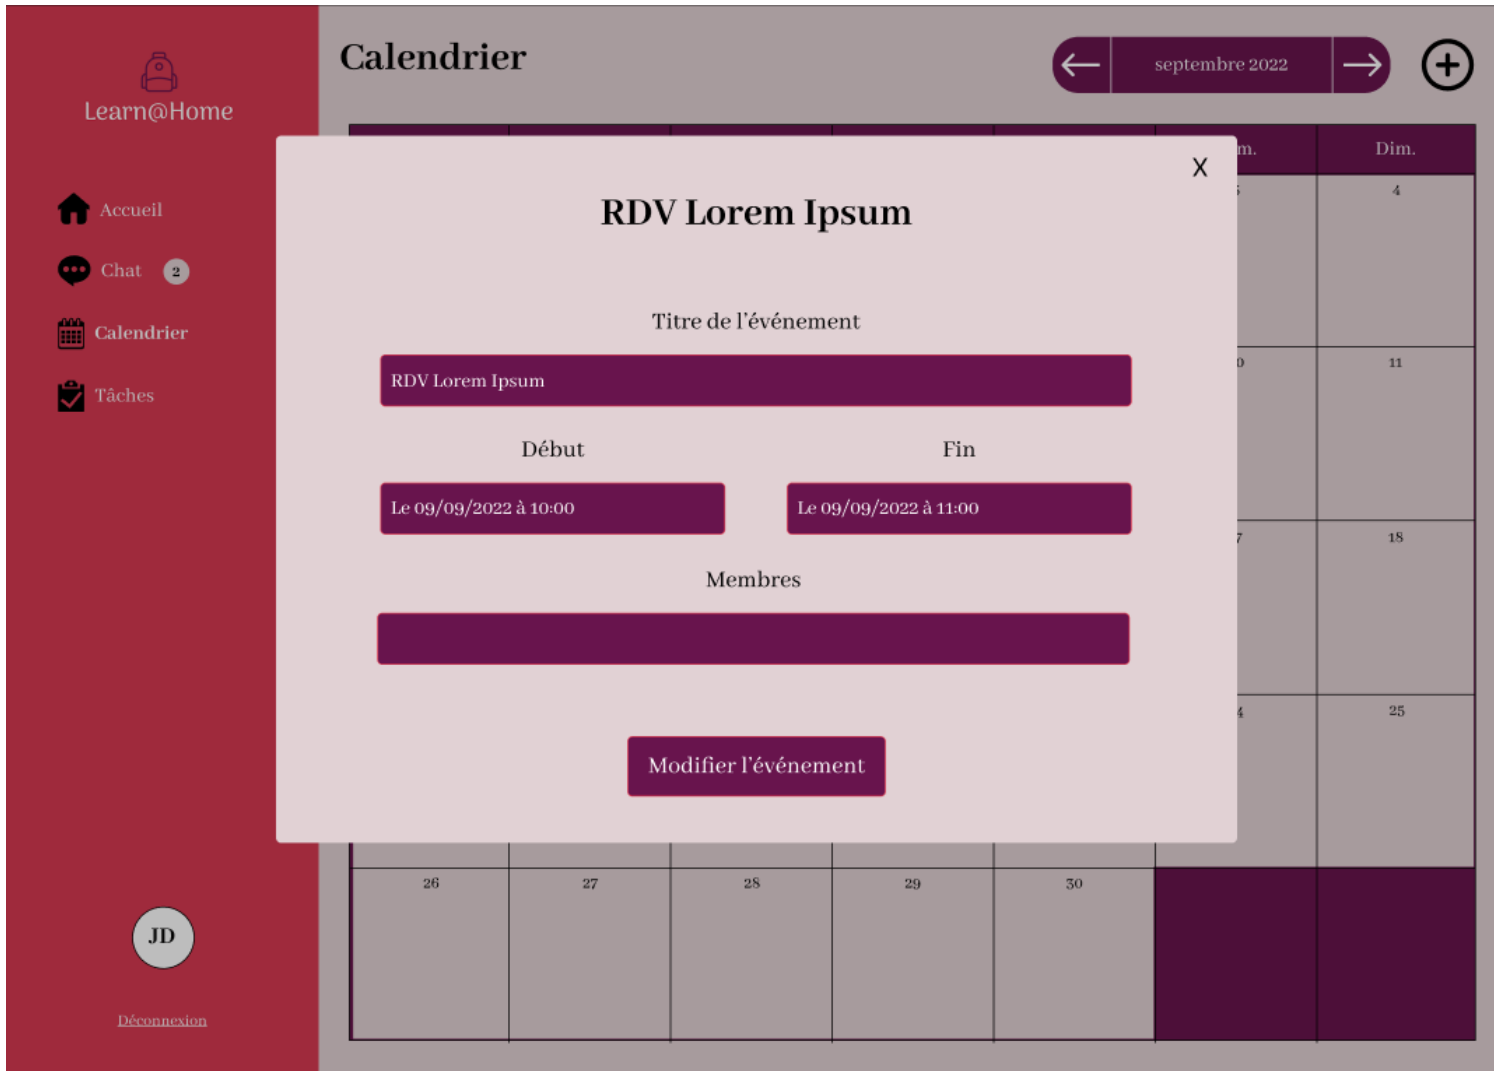 Learn@Home
Accueil
Chat 2
Calendrier
Tâches
JD
Déconnexion
Calendrier
septembre 2022
Dim.
4
11
18
25
26 27 28 29 30
X
RDV Lorem Ipsum
Titre de l'événement
RDV Lorem Ipsum
Début Fin
Le 09/09/2022 à 10:00 Le 09/09/2022 à 11:00
Membres
Modifier l'événement